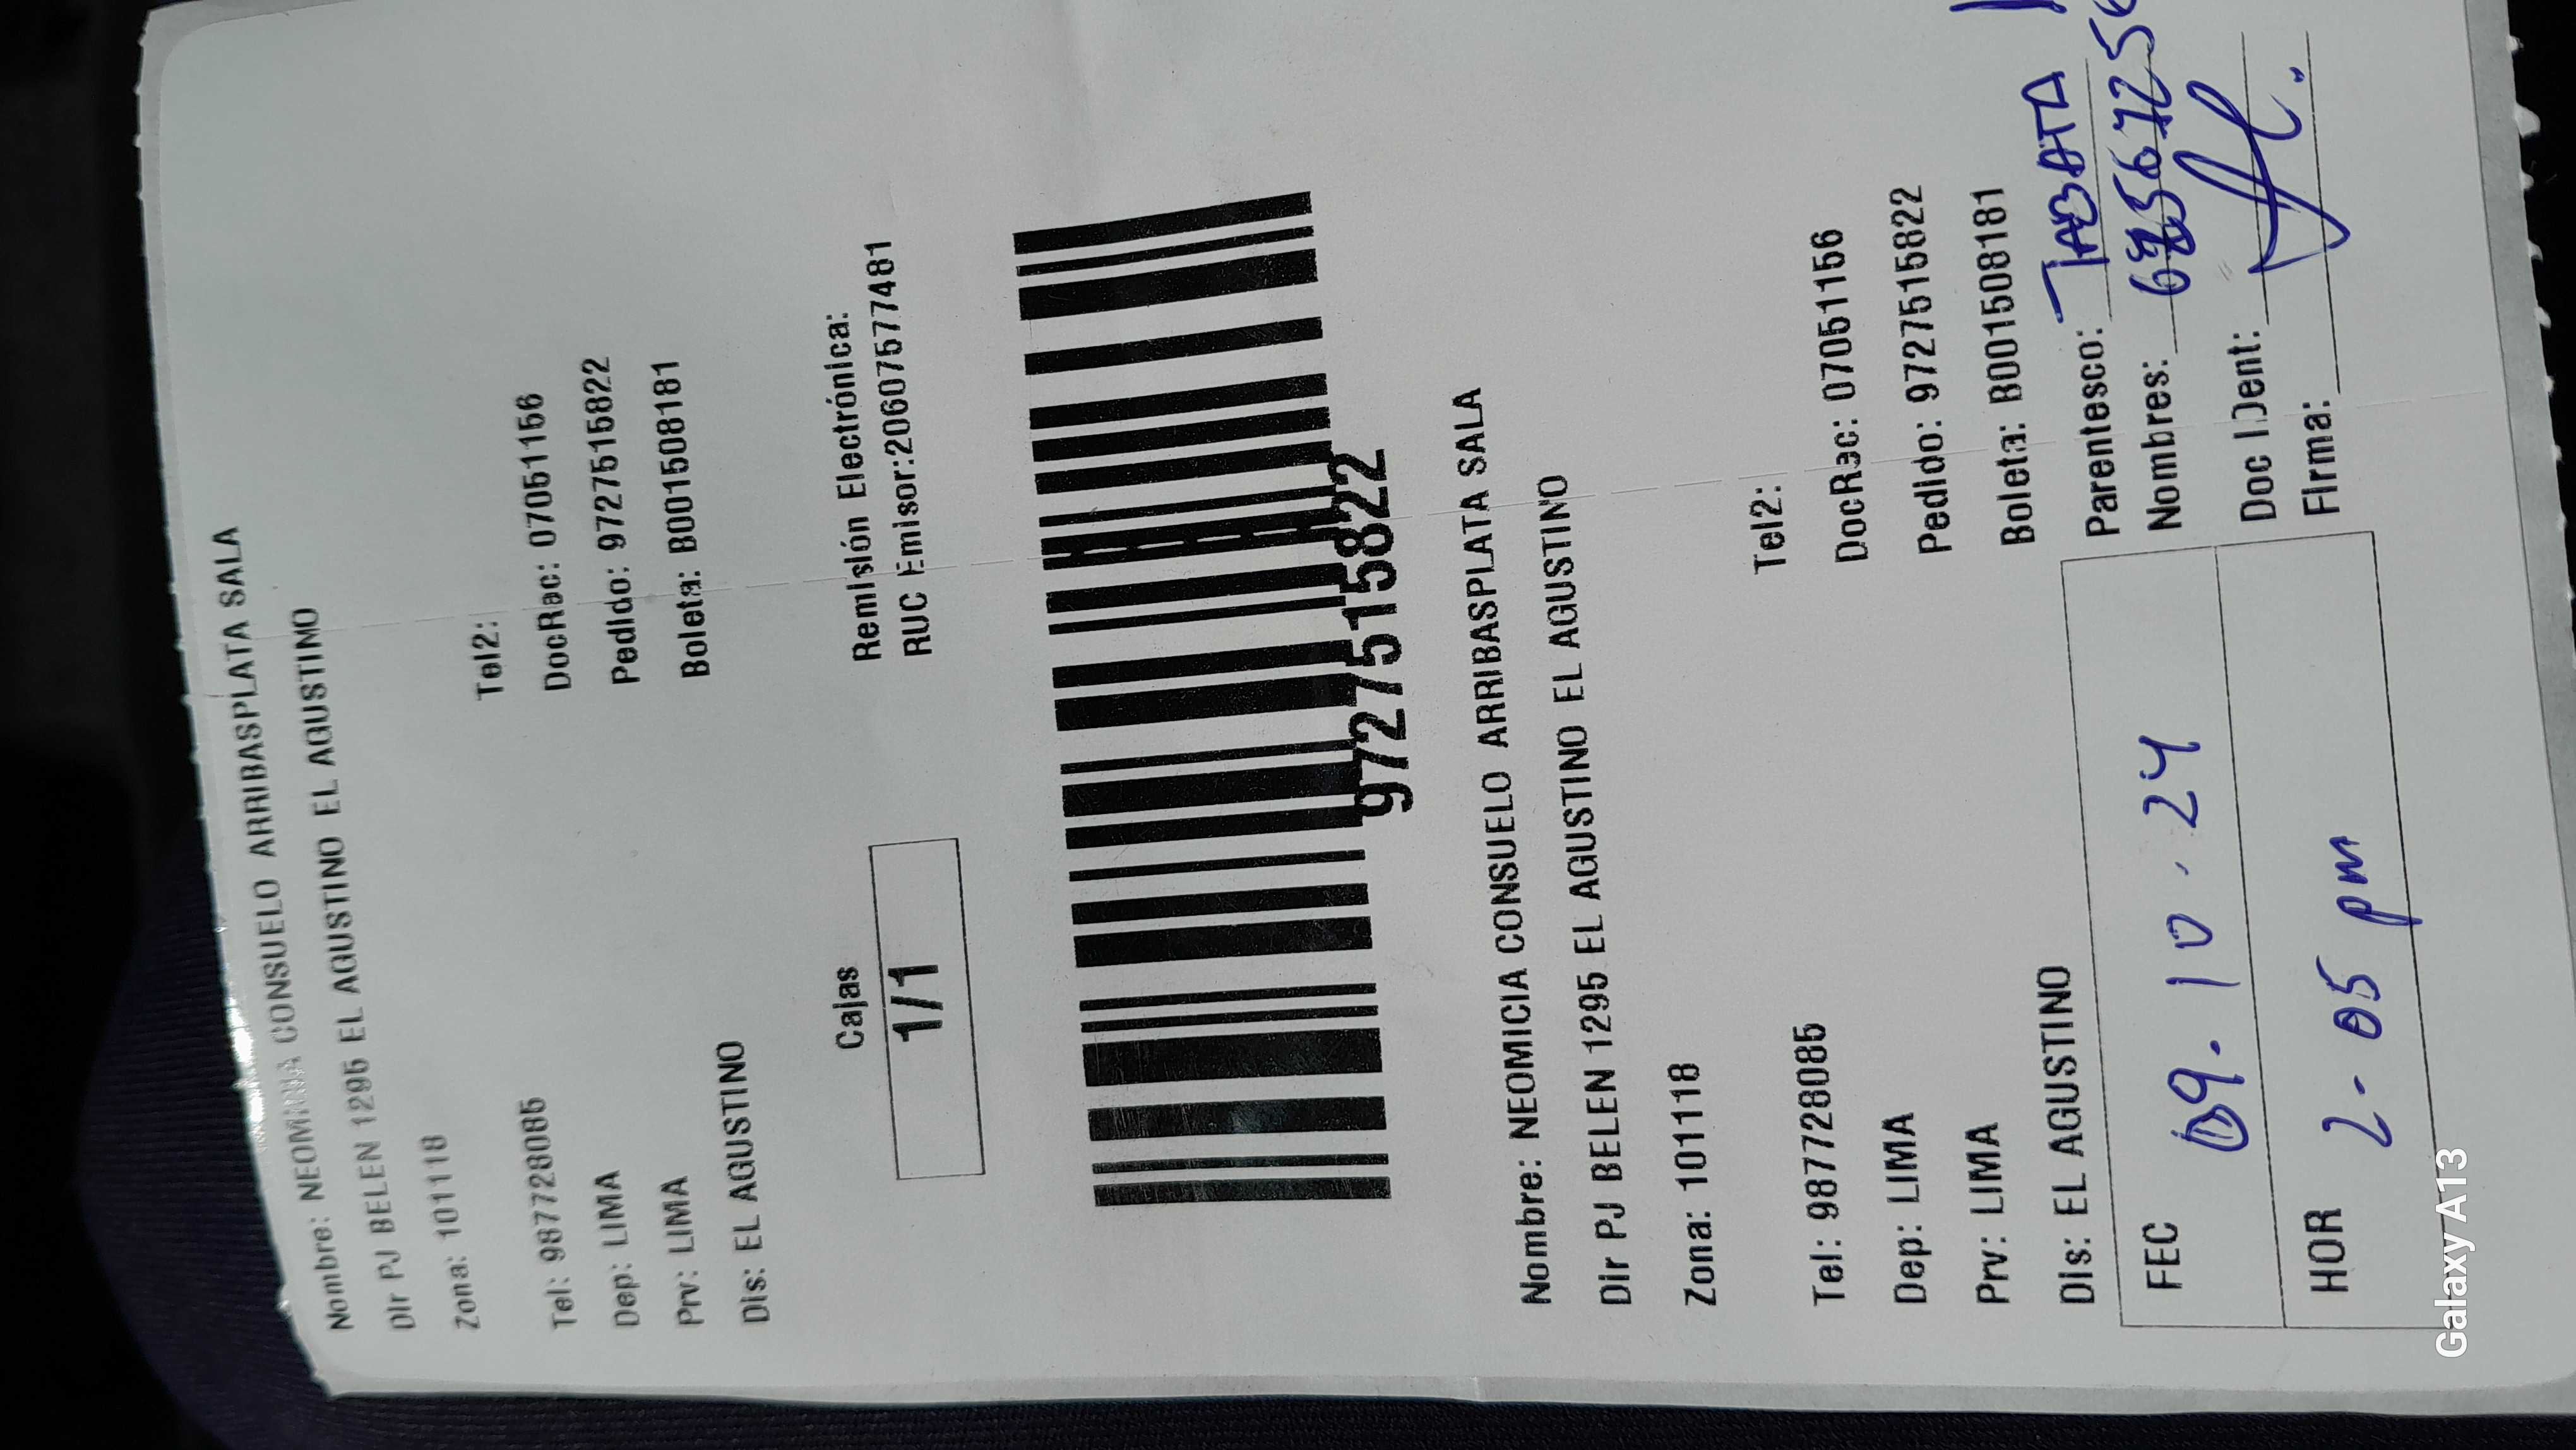 Nombre: NEOMICIA CONSUELO ARRIBASPLATA SALA
Dir PJ BELEN 1295 EL AGUSTINO EL AGUSTINO
Zona: 101118
Tel2:
Tel: 987728085 DocRec: 07051156
Dep: LIMA Pedido: 9727515822
Prv: LIMA Boleta: B001508181
Dis: EL AGUSTINO
Cajas Remisión Electrónica:
1/1 RUC Emisor:20607577481
9727515822
Nombre: NEOMICIA CONSUELO ARRIBASPLATA SALA
Dir PJ BELEN 1295 EL AGUSTINO EL AGUSTINO
Zona: 101118
Tel2:
Tel: 987728085 DocRec: 07051156
Dep: LIMA Pedido: 9727515822
Prv: LIMA Boleta: B001508181
Dis: EL AGUSTINO Parentesco: TABATA
FEC 09.10.24 Nombres:
Doc IDent:
HOR 2.05 pm Firma:
Galaxy A13